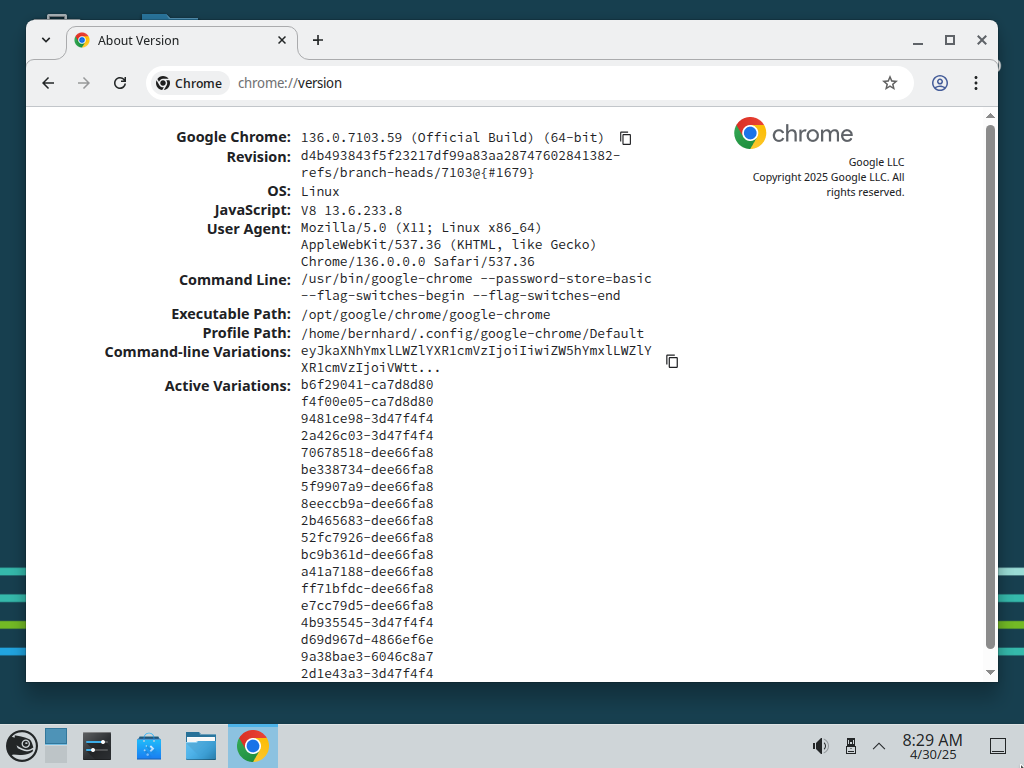 About Version
Chrome
chrome://version
Google Chrome: 136.0.7103.59 (Official Build) (64-bit)
Revision: d4b493843f5f23217df99a83aa28747602841382-
refs/branch-heads/7103@{#1679}
OS: Linux
JavaScript: V8 13.6.233.8
User Agent: Mozilla/5.0 (X11; Linux x86_64)
AppleWebKit/537.36 (KHTML, like Gecko)
Chrome/136.0.0.0 Safari/537.36
Command Line: /usr/bin/google-chrome --password-store=basic
--flag-switches-begin --flag-switches-end
Executable Path: /opt/google/chrome/google-chrome
Profile Path: /home/bernhard/.config/google-chrome/Default
Command-line Variations: eyJkaXNhYmxlLWZlYXR1cmVzIjoiIiwiZW5hYmxlLWZlY
XR1cmVzIjoiVWtt...
Active Variations: b6f29041-ca7d8d80
f4f00e05-ca7d8d80
9481ce98-3d47f4f4
2a426c03-3d47f4f4
70678518-dee66fa8
be338734-dee66fa8
5f9907a9-dee66fa8
8eeccb9a-dee66fa8
2b465683-dee66fa8
52fc7926-dee66fa8
bc9b361d-dee66fa8
a41a7188-dee66fa8
ff71bfdc-dee66fa8
e7cc79d5-dee66fa8
4b935545-3d47f4f4
d69d967d-4866ef6e
9a38bae3-6046c8a7
2d1e43a3-3d47f4f4
chrome
Google LLC
Copyright 2025 Google LLC. All
rights reserved.
8:29 AM
4/30/25